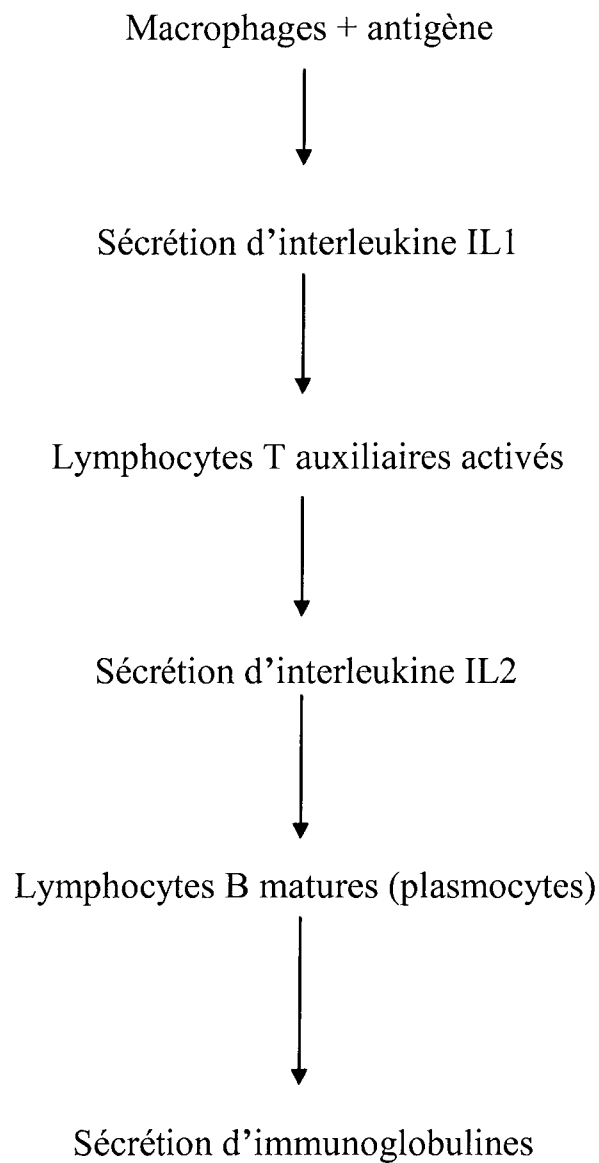 Macrophages + antigène
Sécrétion d’interleukine IL1
Lymphocytes T auxiliaires activés
Sécrétion d’interleukine IL2
Lymphocytes B matures (plasmocytes)
Sécrétion d’immunoglobulines